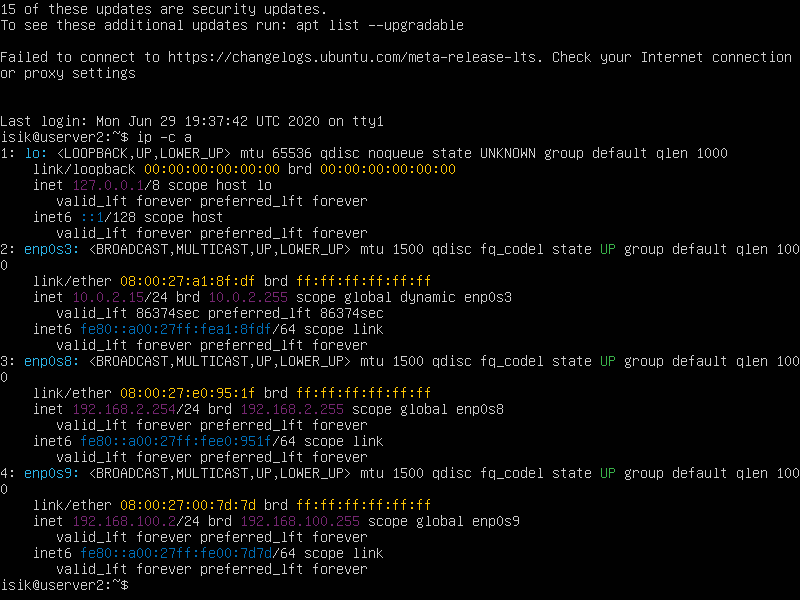 15 of these updates are security updates.
To see these additional updates run: apt list --upgradable
Failed to connect to https://changelogs.ubuntu.com/meta-release-lts. Check your Internet connection
or proxy settings
Last login: Mon Jun 29 19:37:42 UTC 2020 on tty1
isik@userver2:~$ ip -c a
1: lo: <LOOPBACK,UP,LOWER_UP> mtu 65536 qdisc noqueue state UNKNOWN group default qlen 1000
    link/loopback 00:00:00:00:00:00 brd 00:00:00:00:00:00
    inet 127.0.0.1/8 scope host lo
       valid_lft forever preferred_lft forever
    inet6 ::1/128 scope host
       valid_lft forever preferred_lft forever
2: enp0s3: <BROADCAST,MULTICAST,UP,LOWER_UP> mtu 1500 qdisc fq_codel state UP group default qlen 100
0
    link/ether 08:00:27:a1:8f:df brd ff:ff:ff:ff:ff:ff
    inet 10.0.2.15/24 brd 10.0.2.255 scope global dynamic enp0s3
       valid_lft 86374sec preferred_lft 86374sec
    inet6 fe80::a00:27ff:fea1:8fdf/64 scope link
       valid_lft forever preferred_lft forever
3: enp0s8: <BROADCAST,MULTICAST,UP,LOWER_UP> mtu 1500 qdisc fq_codel state UP group default qlen 100
0
    link/ether 08:00:27:e0:95:1f brd ff:ff:ff:ff:ff:ff
    inet 192.168.2.254/24 brd 192.168.2.255 scope global enp0s8
       valid_lft forever preferred_lft forever
    inet6 fe80::a00:27ff:fee0:951f/64 scope link
       valid_lft forever preferred_lft forever
4: enp0s9: <BROADCAST,MULTICAST,UP,LOWER_UP> mtu 1500 qdisc fq_codel state UP group default qlen 100
0
    link/ether 08:00:27:00:7d:7d brd ff:ff:ff:ff:ff:ff
    inet 192.168.100.2/24 brd 192.168.100.255 scope global enp0s9
       valid_lft forever preferred_lft forever
    inet6 fe80::a00:27ff:fe00:7d7d/64 scope link
       valid_lft forever preferred_lft forever
isik@userver2:~$